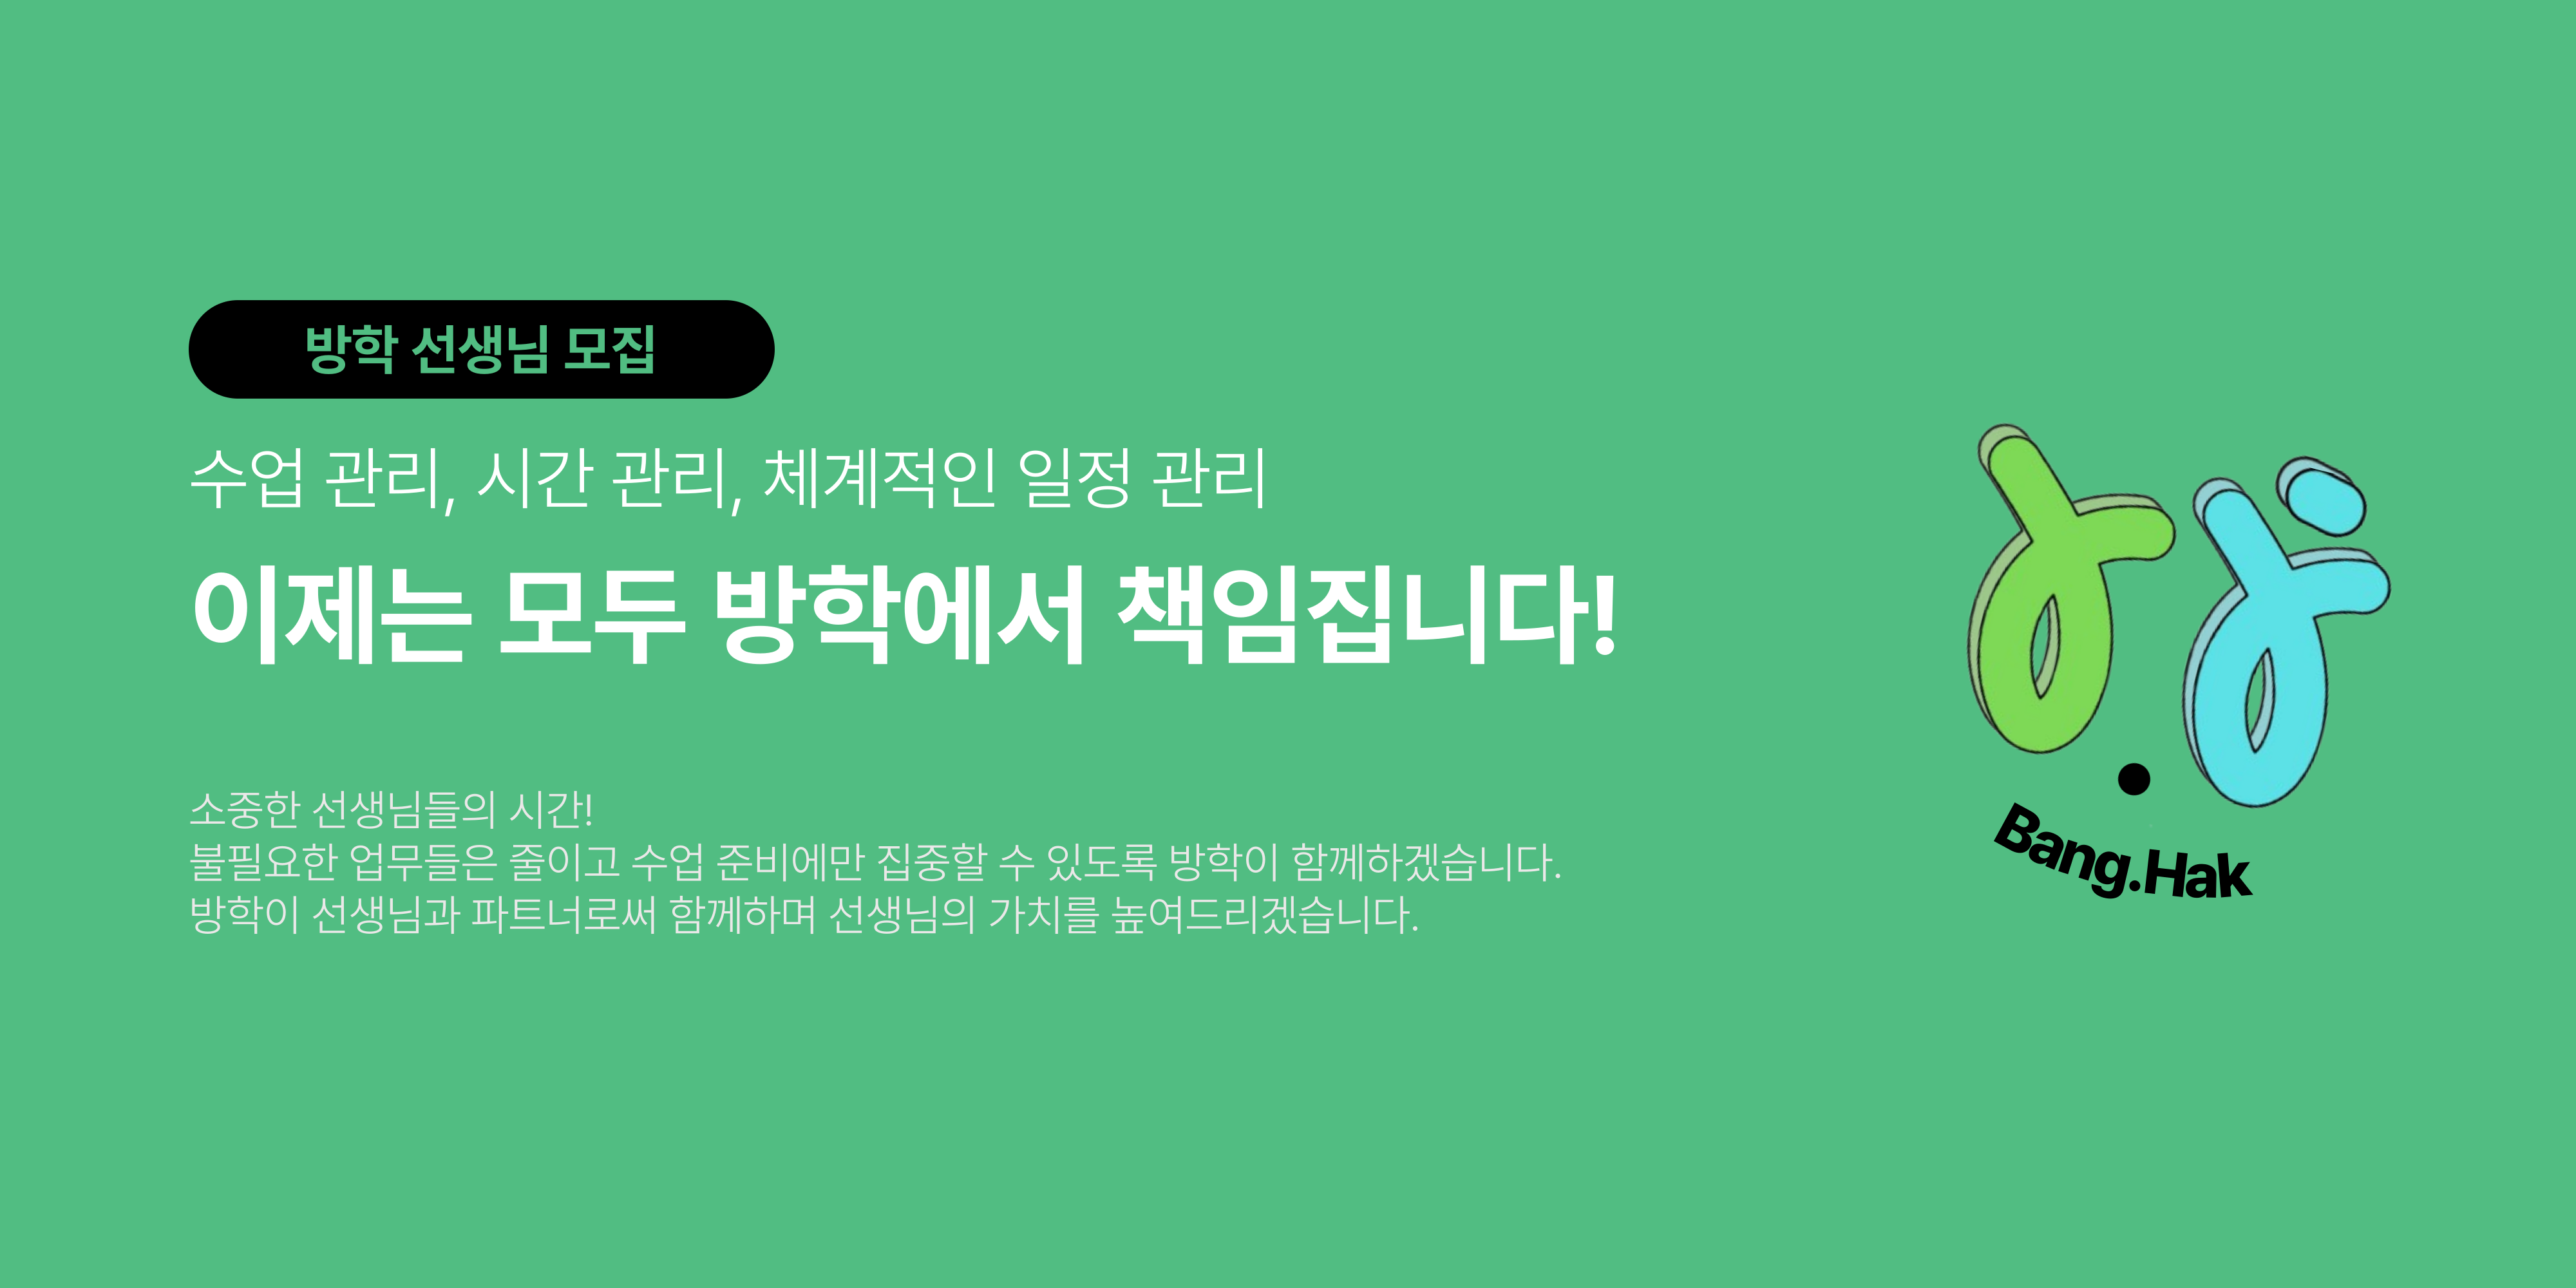 방학 선생님 모집
수업 관리, 시간 관리, 체계적인 일정 관리
이제는 모두 방학에서 책임집니다!
소중한 선생님들의 시간!
불필요한 업무들은 줄이고 수업 준비에만 집중할 수 있도록 방학이 함께하겠습니다.
방학이 선생님과 파트너로써 함께하며 선생님의 가치를 높여드리겠습니다.
Bang.Hak